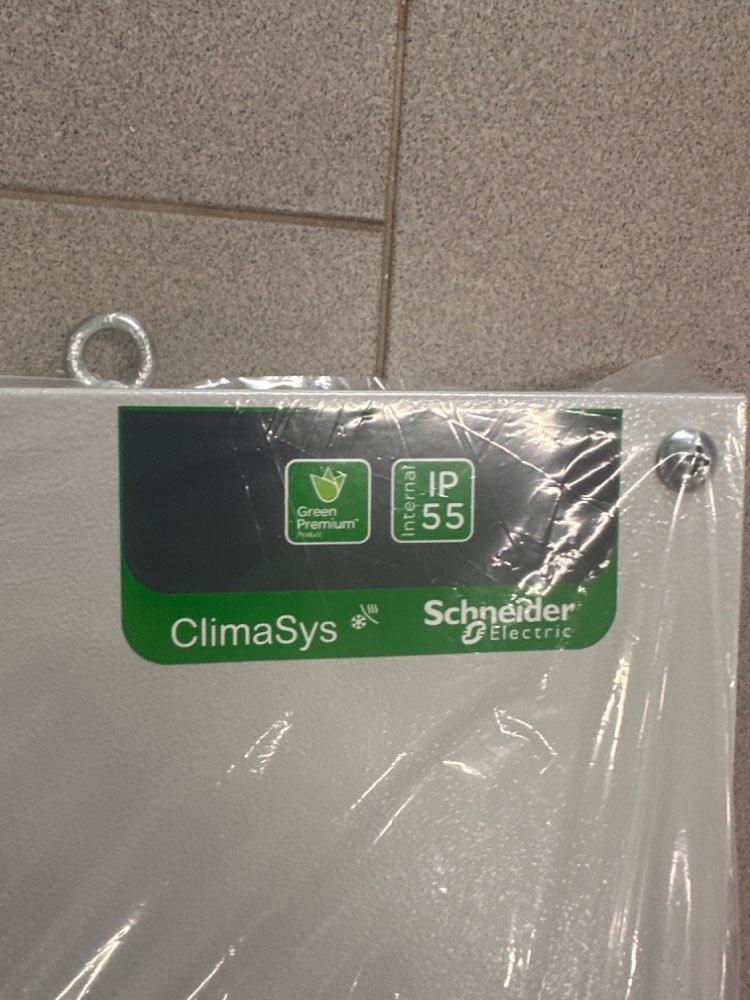 Green
Premium™
Product
Internal
IP
55
ClimaSys
Schneider
Electric